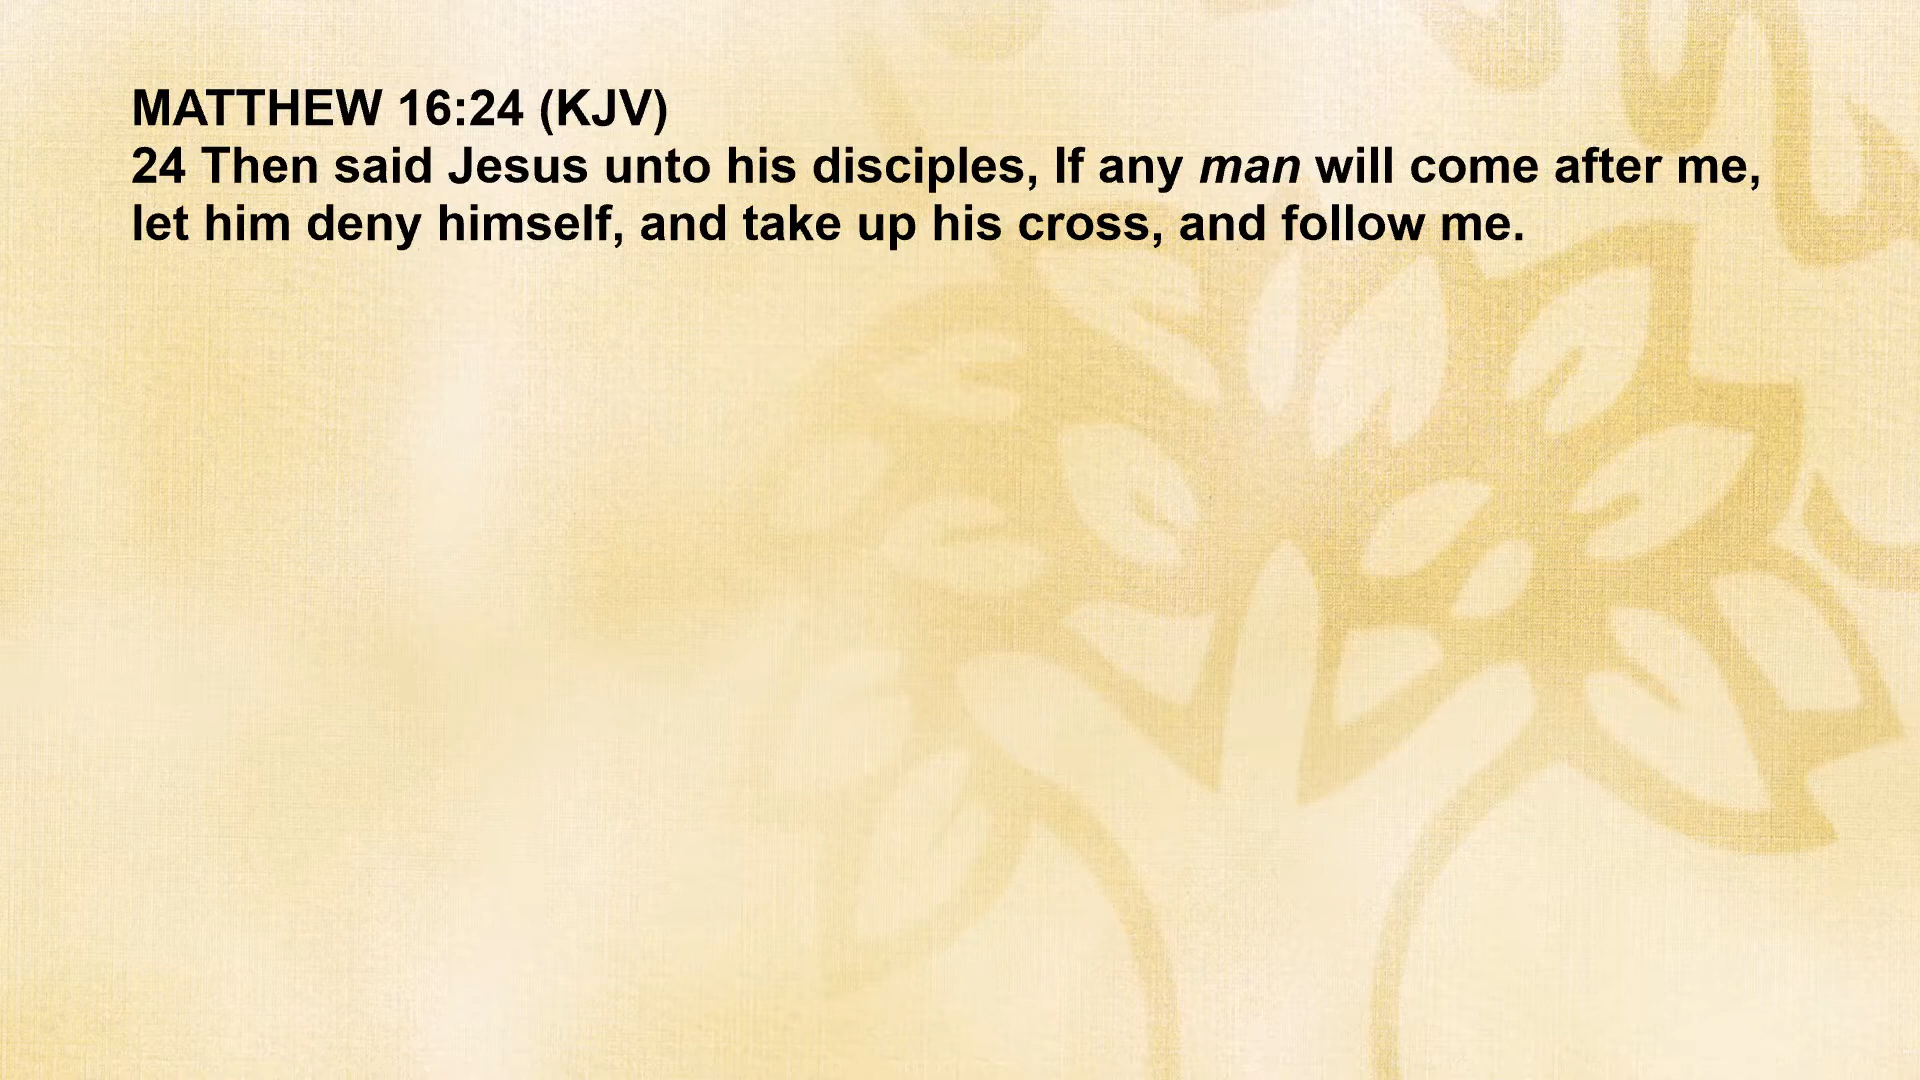 MATTHEW 16:24 (KJV)
24 Then said Jesus unto his disciples, If any man will come after me,
let him deny himself, and take up his cross, and follow me.